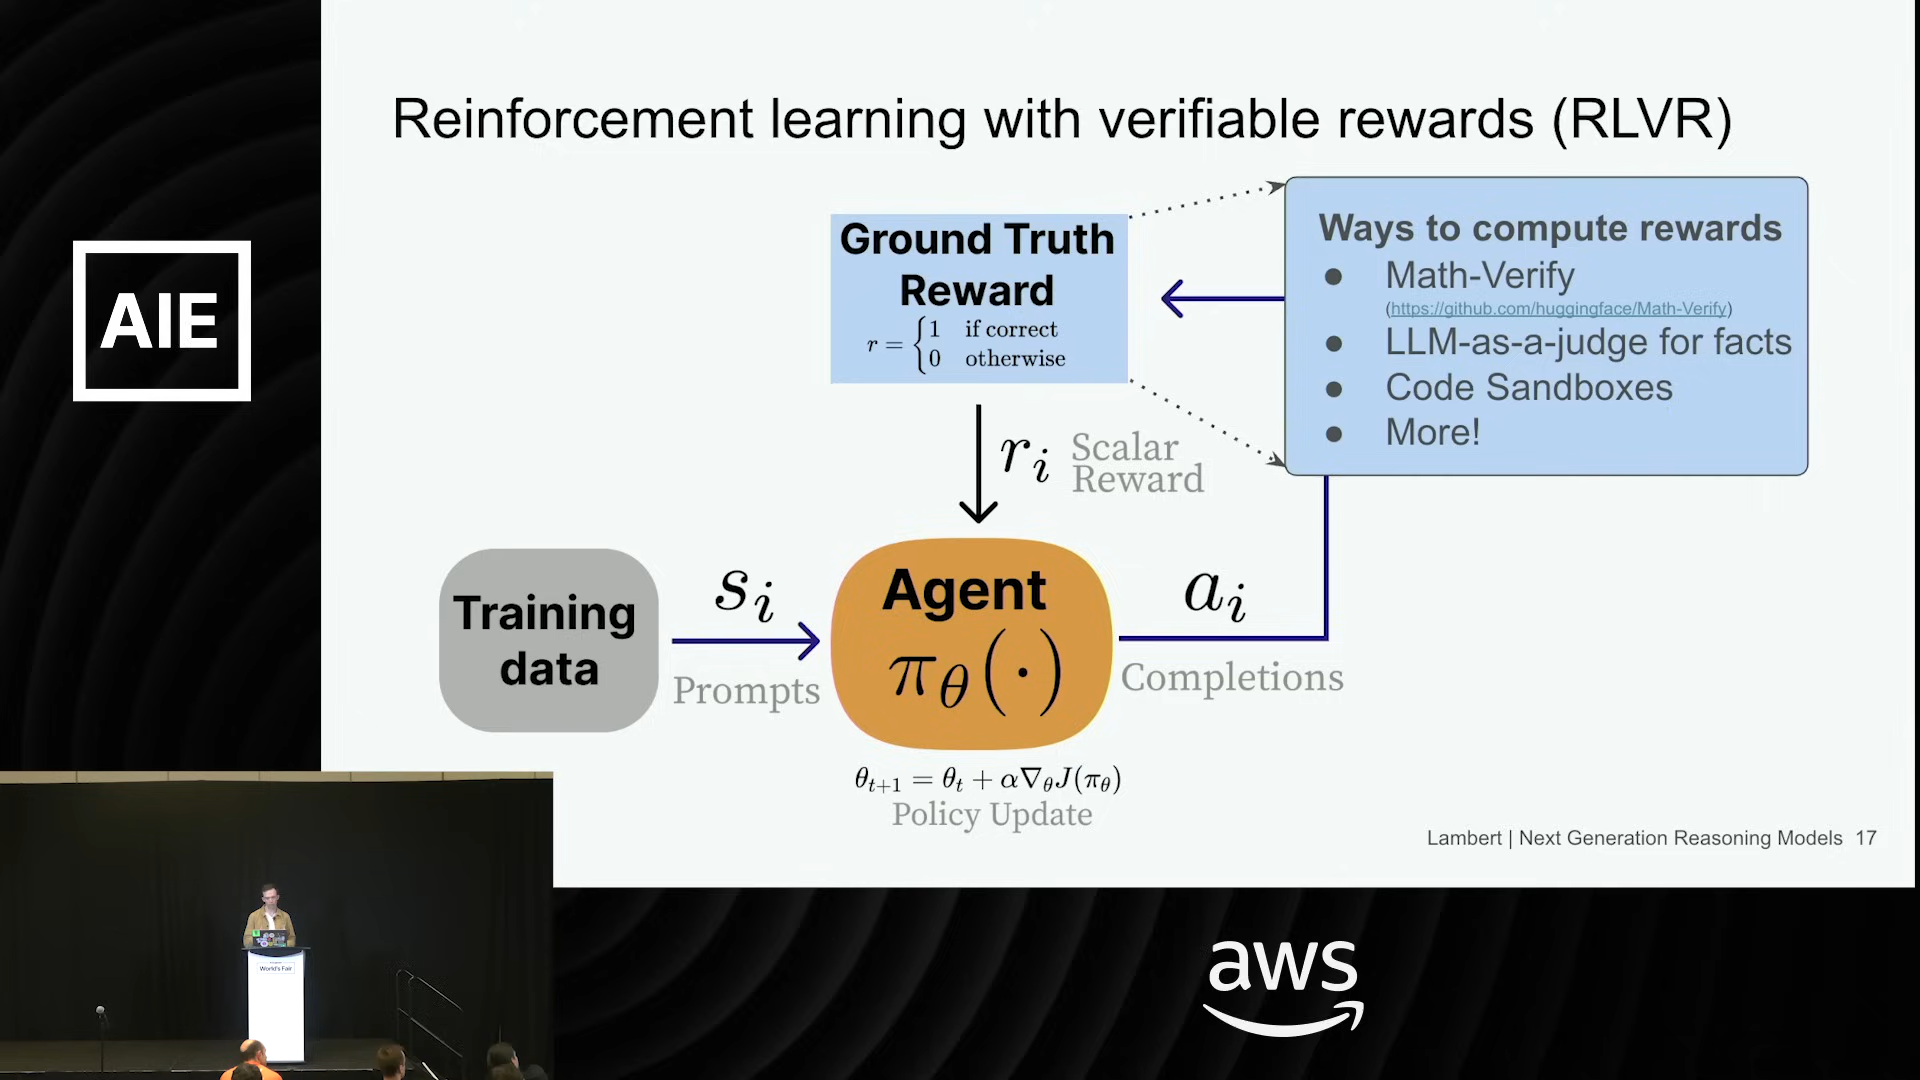 Reinforcement learning with verifiable rewards (RLVR)
AIE
Ground Truth
Reward
r = { 1 if correct
0 otherwise
Ways to compute rewards
● Math-Verify
(https://github.com/huggingface/Math-Verify)
● LLM-as-a-judge for facts
● Code Sandboxes
● More!
r_i Scalar
Reward
Training
data
s_i
Prompts
Agent
π_θ(·)
a_i
Completions
θ_{t+1} = θ_t + α∇_θJ(π_θ)
Policy Update
Lambert | Next Generation Reasoning Models 17
World's Fair
aws